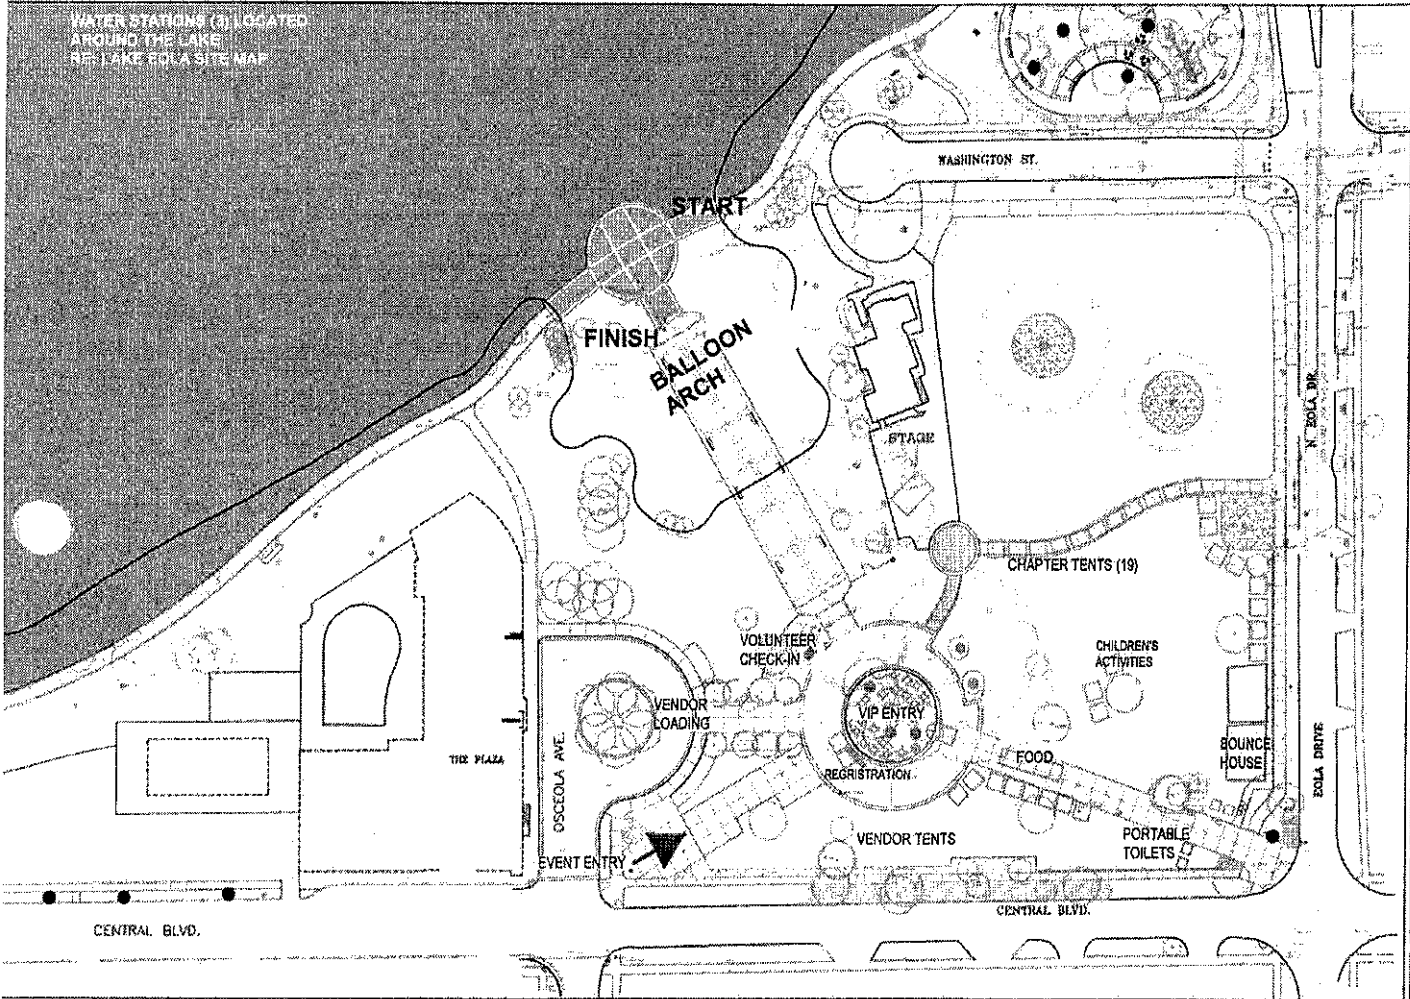 WATER STATIONS (3) LOCATED
AROUND THE LAKE
REF LAKE EOLA SITE MAP
WASHINGTON ST.
START
FINISH
BALLOON
ARCH
N. EOLA DR.
STAGE
CHAPTER TENTS (19)
VOLUNTEER
CHECK-IN
CHILDREN'S
ACTIVITIES
VENDOR
LOADING
VIP ENTRY
THE PLAZA
OSCEOLA AVE.
REGRISTRATION
FOOD
BOUNCE
HOUSE
EOLA DRIVE
EVENT ENTRY
VENDOR TENTS
PORTABLE
TOILETS
CENTRAL BLVD.
CENTRAL BLVD.